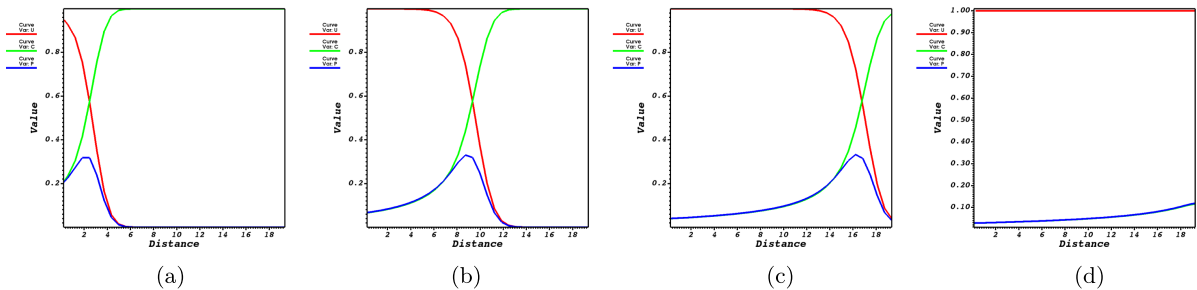 Curve
Var: U
Curve
Var: C
Curve
Var: P
0.8
0.6
0.4
0.2
Value
2 4 6 8 10 12 14 16 18
Distance
(a)
Curve
Var: U
Curve
Var: C
Curve
Var: P
0.8
0.6
0.4
0.2
Value
2 4 6 8 10 12 14 16 18
Distance
(b)
Curve
Var: U
Curve
Var: C
Curve
Var: P
0.8
0.6
0.4
0.2
Value
2 4 6 8 10 12 14 16 18
Distance
(c)
Curve
Var: U
Curve
Var: C
Curve
Var: P
1.00
0.90
0.80
0.70
0.60
0.50
0.40
0.30
0.20
0.10
Value
2 4 6 8 10 12 14 16 18
Distance
(d)